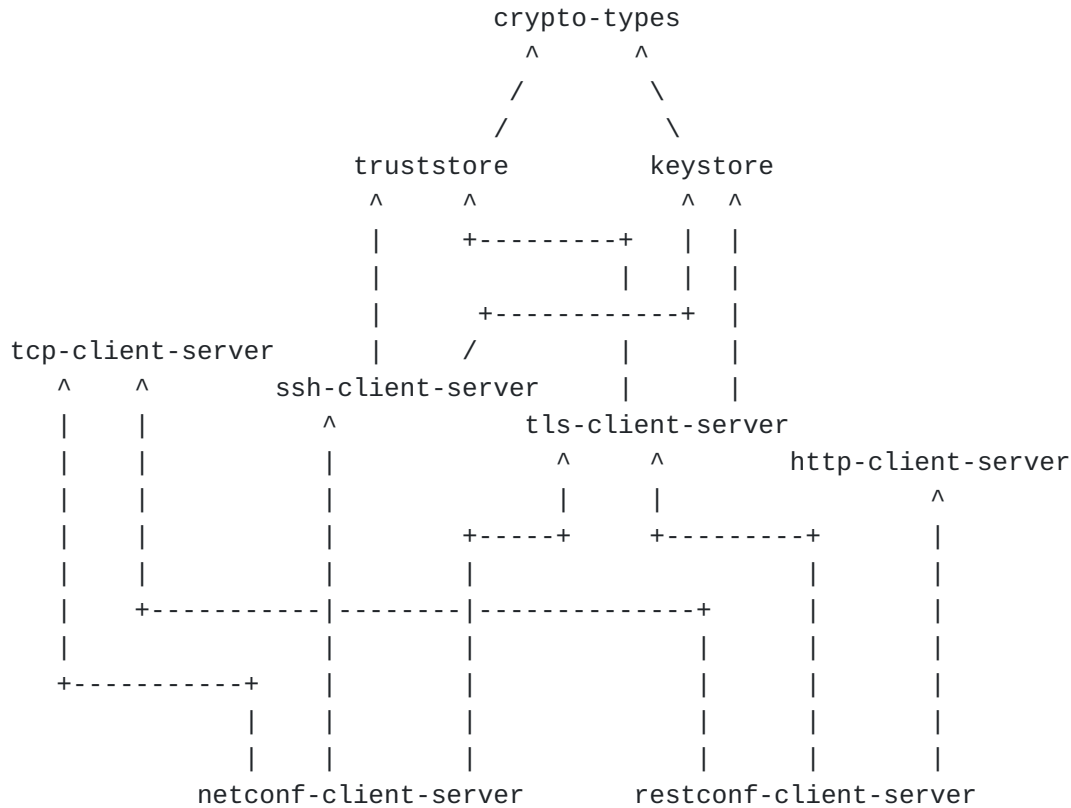 crypto-types
truststore keystore
tcp-client-server
ssh-client-server
tls-client-server
http-client-server
netconf-client-server restconf-client-server